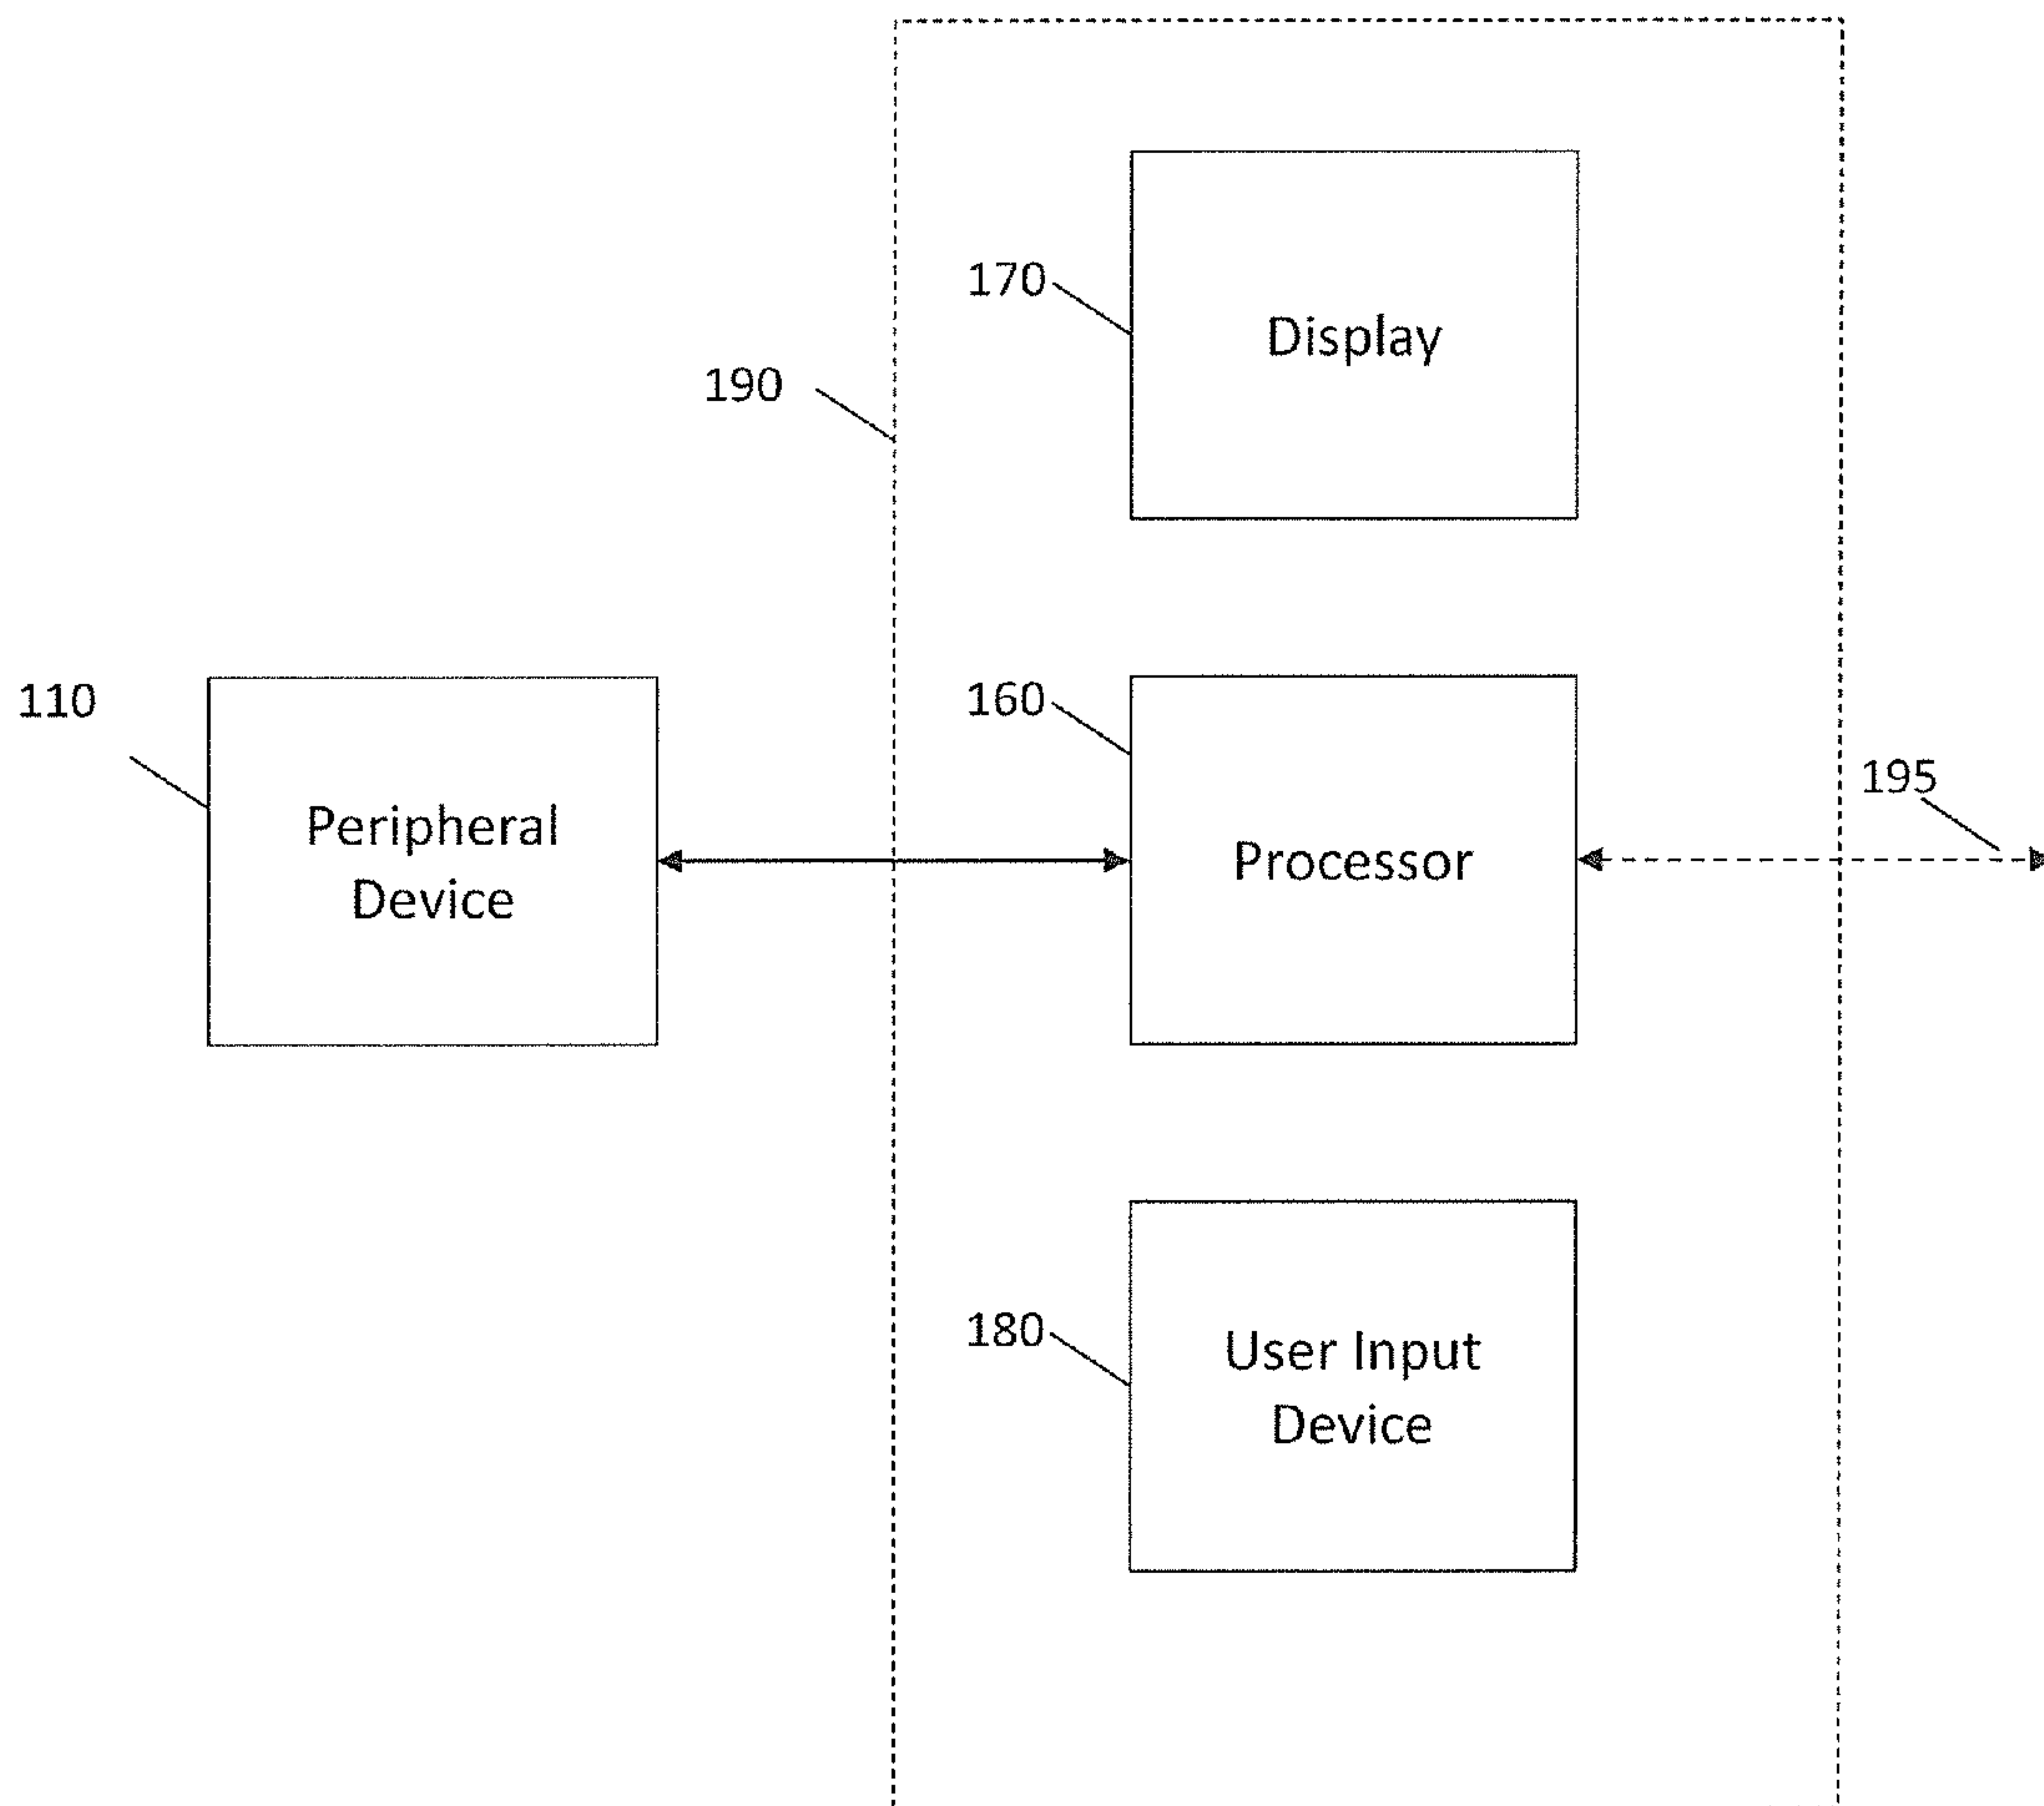 170
Display
190
110
160
195
Peripheral
Device
Processor
180
User Input
Device